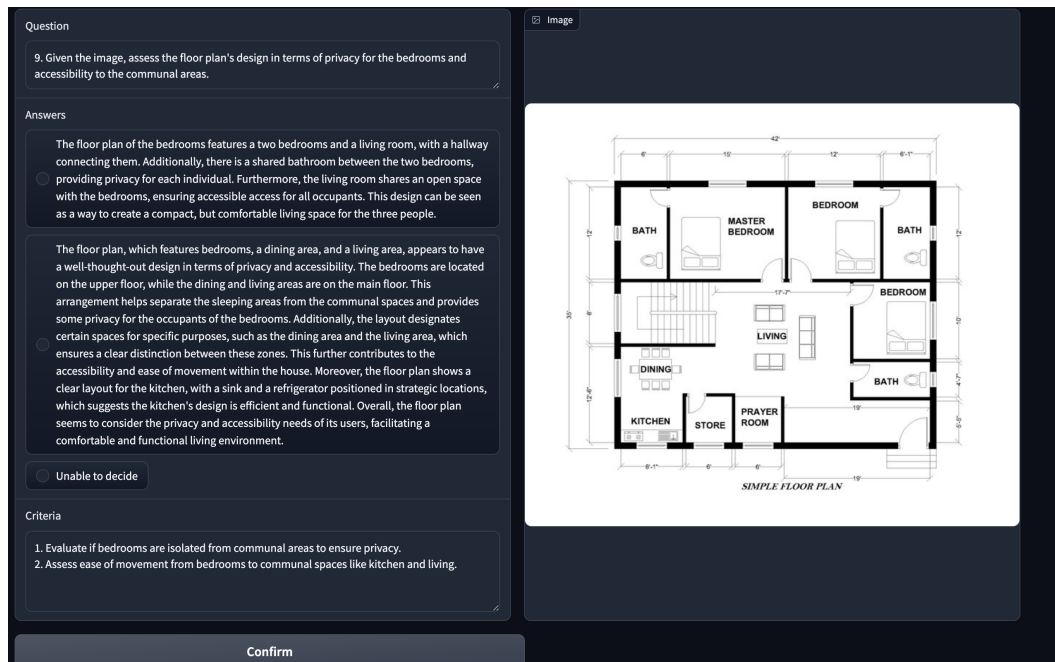 Question
9. Given the image, assess the floor plan's design in terms of privacy for the bedrooms and
accessibility to the communal areas.
Answers
The floor plan of the bedrooms features a two bedrooms and a living room, with a hallway
connecting them. Additionally, there is a shared bathroom between the two bedrooms,
providing privacy for each individual. Furthermore, the living room shares an open space
with the bedrooms, ensuring accessible access for all occupants. This design can be seen
as a way to create a compact, but comfortable living space for the three people.
The floor plan, which features bedrooms, a dining area, and a living area, appears to have
a well-thought-out design in terms of privacy and accessibility. The bedrooms are located
on the upper floor, while the dining and living areas are on the main floor. This
arrangement helps separate the sleeping areas from the communal spaces and provides
some privacy for the occupants of the bedrooms. Additionally, the layout designates
certain spaces for specific purposes, such as the dining area and the living area, which
ensures a clear distinction between these zones. This further contributes to the
accessibility and ease of movement within the house. Moreover, the floor plan shows a
clear layout for the kitchen, with a sink and a refrigerator positioned in strategic locations,
which suggests the kitchen's design is efficient and functional. Overall, the floor plan
seems to consider the privacy and accessibility needs of its users, facilitating a
comfortable and functional living environment.
Unable to decide
Criteria
1. Evaluate if bedrooms are isolated from communal areas to ensure privacy.
2. Assess ease of movement from bedrooms to communal spaces like kitchen and living.
Confirm
Image
42'
6' 15' 12' 6'-1"
BEDROOM
MASTER
BEDROOM
BATH
BATH
12'
12'
17'-7"
BEDROOM
35'
8'
10'
LIVING
DINING
BATH
4'-7"
12'-6"
19'
PRAYER
ROOM
KITCHEN
STORE
5'-5"
8'-1" 6' 6' 19'
SIMPLE FLOOR PLAN